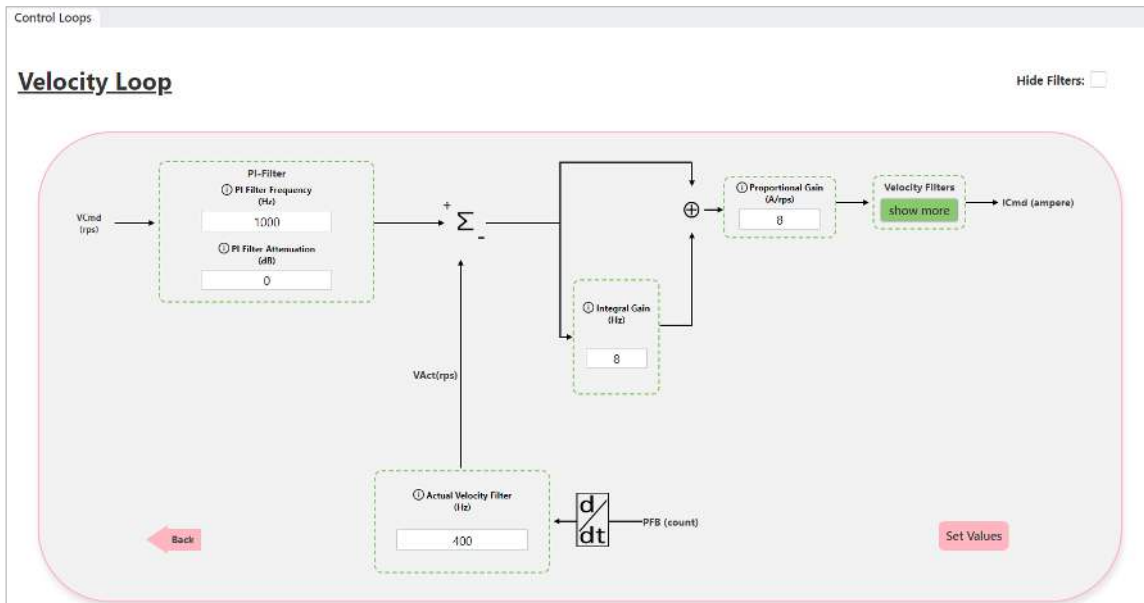 Control Loops
Velocity Loop
Hide Filters:
PI-Filter
PI Filter Frequency
(Hz)
1000
PI Filter Attenuation
(dB)
0
VCmd
(rps)
+
Σ
-
⊕
Proportional Gain
(A/rps)
8
Velocity Filters
show more
ICmd (ampere)
Integral Gain
(Hz)
8
VAct(rps)
Actual Velocity Filter
(Hz)
400
d
dt
PFB (count)
Back
Set Values